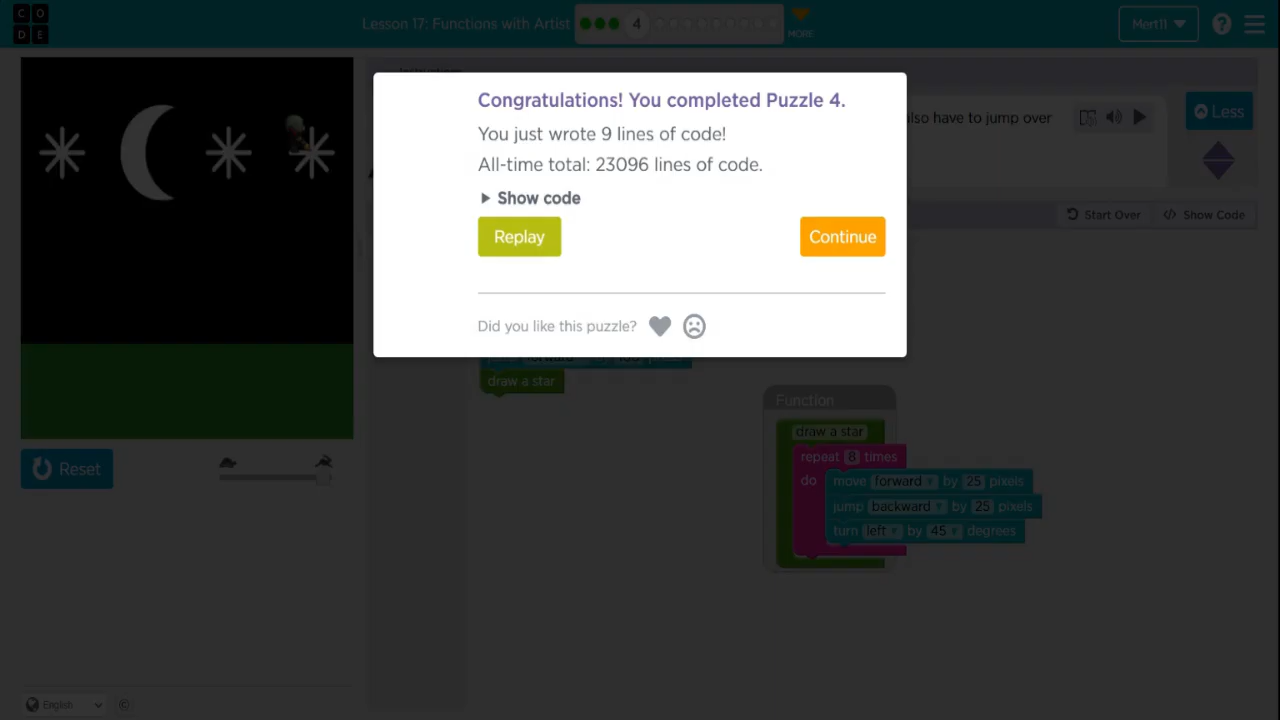 CODE
Lesson 17: Functions with Artist
4
MORE
Mert11
?
Congratulations! You completed Puzzle 4.
You just wrote 9 lines of code!
All-time total: 23096 lines of code.
Show code
Replay
Continue
Did you like this puzzle?
lso have to jump over
Less
Start Over
Show Code
draw a star
Function
draw a star
repeat 8 times
do
move forward by 25 pixels
jump backward by 25 pixels
turn left by 45 degrees
Reset
English
©